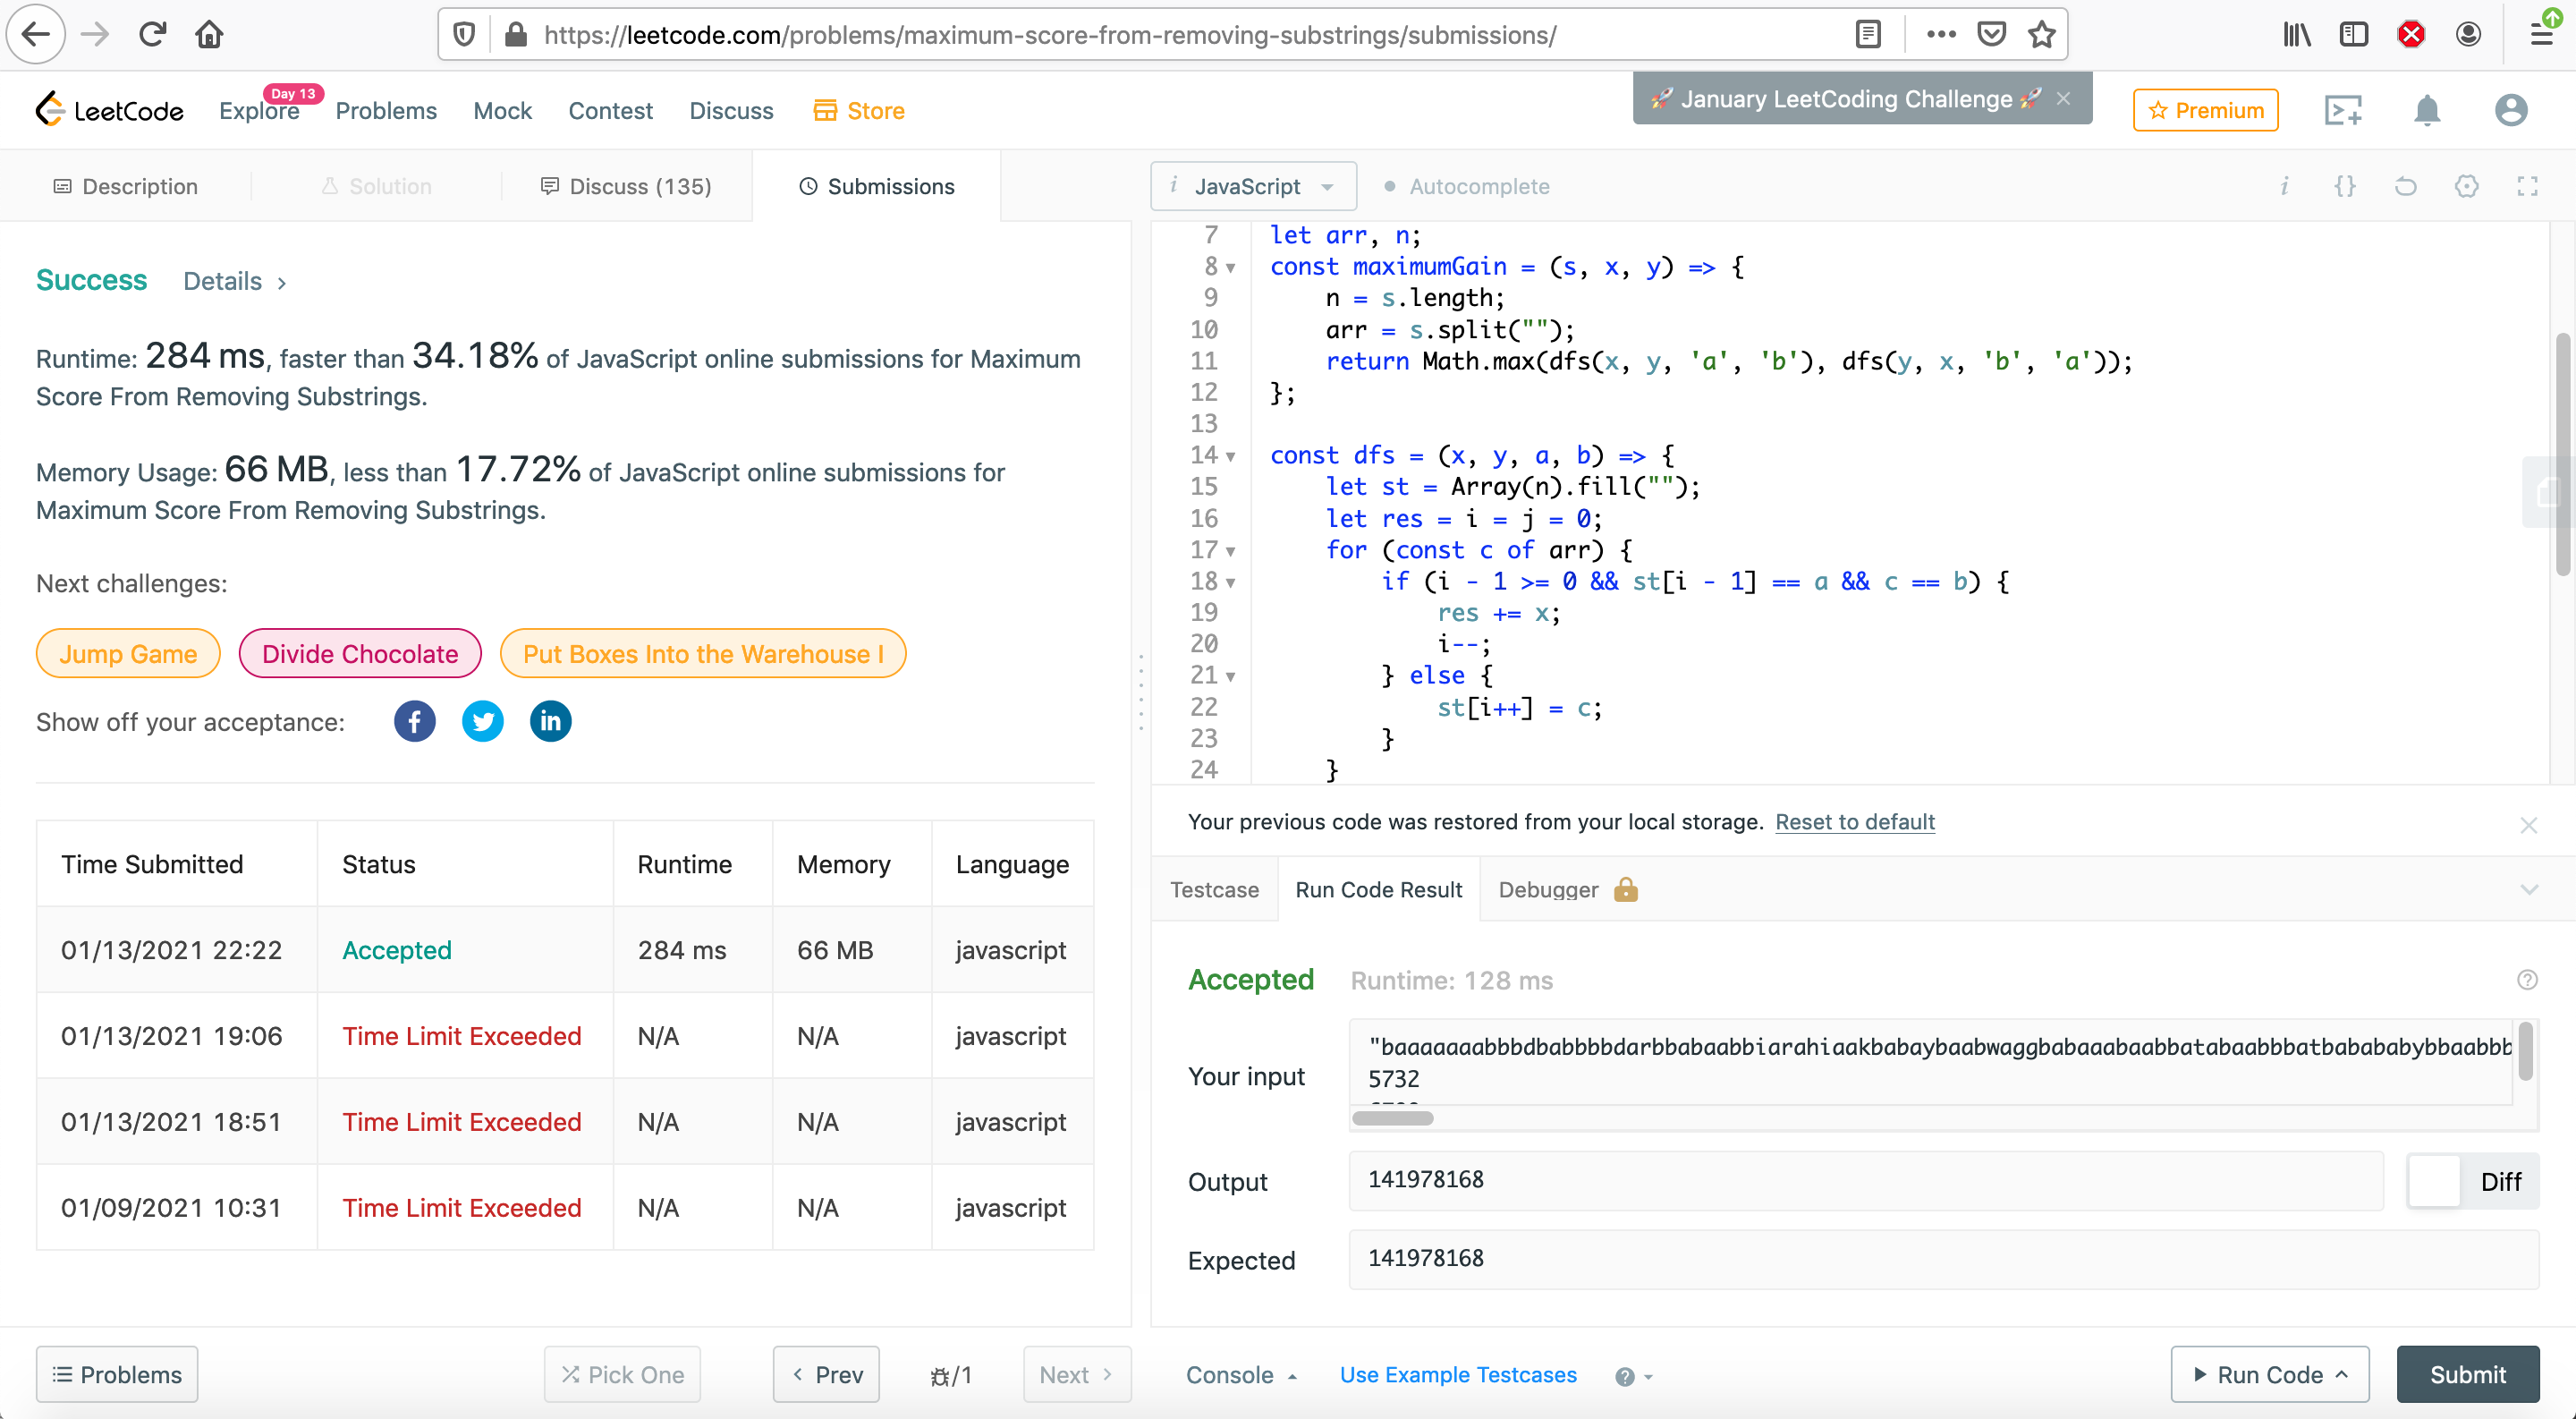 https://leetcode.com/problems/maximum-score-from-removing-substrings/submissions/
LeetCode
Explore
Day 13
Problems
Mock
Contest
Discuss
Store
🚀 January LeetCoding Challenge 🚀
Premium
Description
Solution
Discuss (135)
Submissions
Success
Details
Runtime: 284 ms, faster than 34.18% of JavaScript online submissions for Maximum
Score From Removing Substrings.
Memory Usage: 66 MB, less than 17.72% of JavaScript online submissions for
Maximum Score From Removing Substrings.
Next challenges:
Jump Game
Divide Chocolate
Put Boxes Into the Warehouse I
Show off your acceptance:
Time Submitted Status Runtime Memory Language
01/13/2021 22:22 Accepted 284 ms 66 MB javascript
01/13/2021 19:06 Time Limit Exceeded N/A N/A javascript
01/13/2021 18:51 Time Limit Exceeded N/A N/A javascript
01/09/2021 10:31 Time Limit Exceeded N/A N/A javascript
Problems
Pick One
Prev
/1
Next
i JavaScript
Autocomplete
7 let arr, n;
8 const maximumGain = (s, x, y) => {
9 n = s.length;
10 arr = s.split("");
11 return Math.max(dfs(x, y, 'a', 'b'), dfs(y, x, 'b', 'a'));
12 };
13
14 const dfs = (x, y, a, b) => {
15 let st = Array(n).fill("");
16 let res = i = j = 0;
17 for (const c of arr) {
18 if (i - 1 >= 0 && st[i - 1] == a && c == b) {
19 res += x;
20 i--;
21 } else {
22 st[i++] = c;
23 }
24 }
Your previous code was restored from your local storage. Reset to default
Testcase
Run Code Result
Debugger
Accepted
Runtime: 128 ms
Your input
"baaaaaaabbbdbabbbbdarbbabaabbiarahiaakbabaybaabwaggbabaaabaabbatabaabbbatbabababybbaabbb
5732
Output
141978168
Diff
Expected
141978168
Console
Use Example Testcases
Run Code
Submit